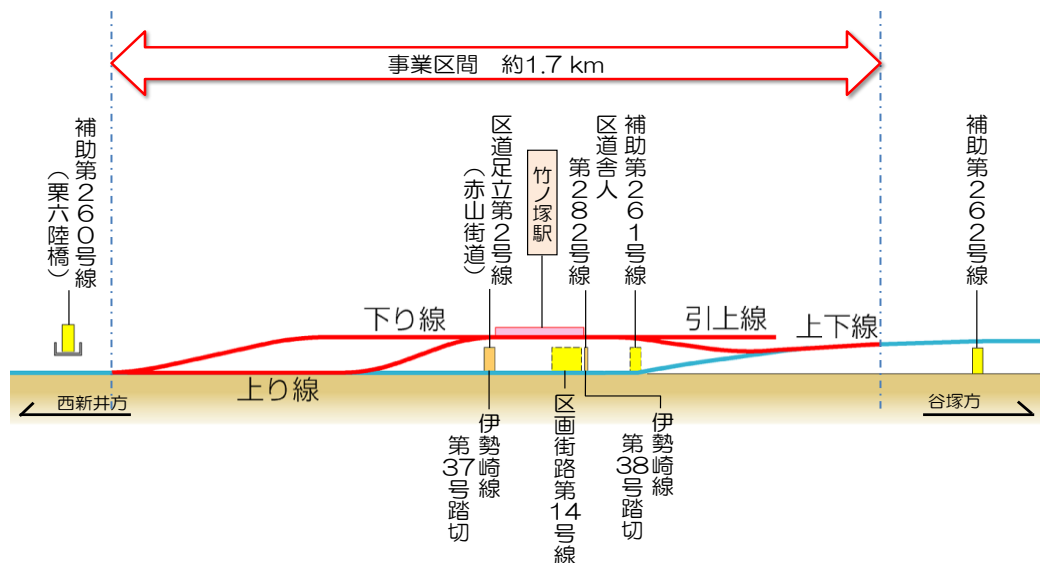 事業区間 約1.7 km
補助第260号線
(栗六陸橋)
区道足立第2号線
(赤山街道)
竹ノ塚駅
区道舎人
第282号線
補助第261号線
補助第262号線
下り線
引上線
上下線
上り線
西新井方
谷塚方
伊勢崎線
第37号踏切
区画街路第14号線
伊勢崎線
第38号踏切